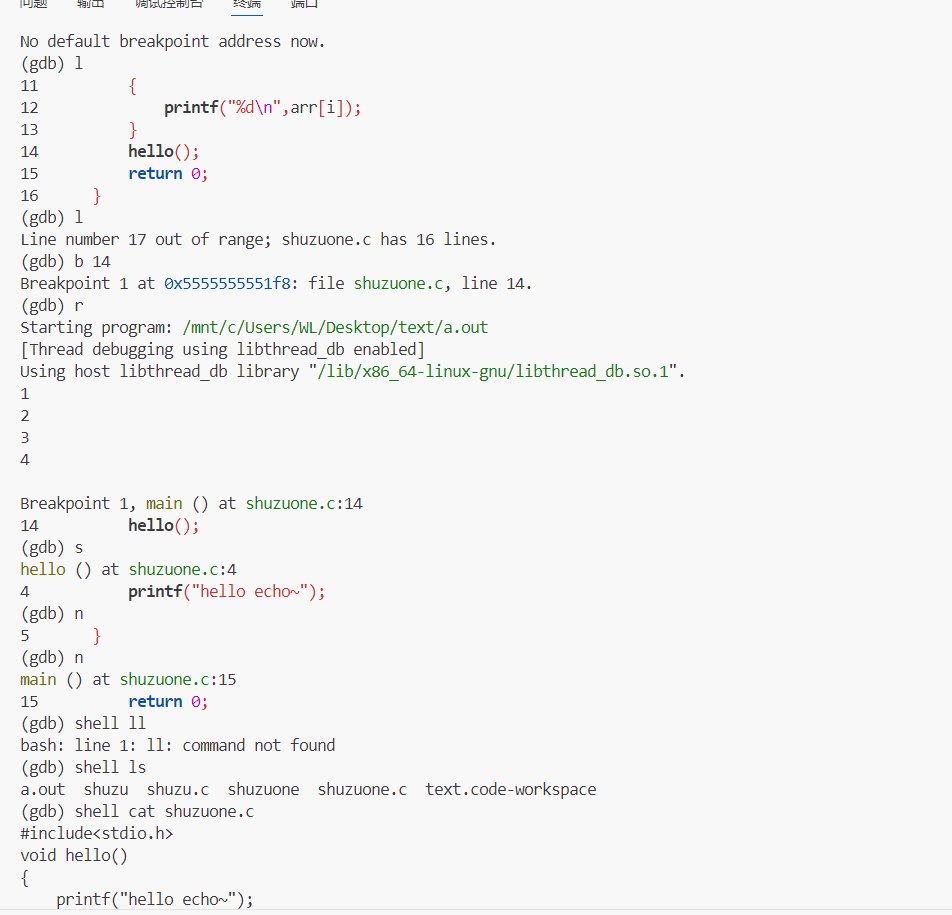 问题 输出 调试控制台 终端 端口
No default breakpoint address now.
(gdb) l
11 {
12 printf("%d\n",arr[i]);
13 }
14 hello();
15 return 0;
16 }
(gdb) l
Line number 17 out of range; shuzuone.c has 16 lines.
(gdb) b 14
Breakpoint 1 at 0x5555555551f8: file shuzuone.c, line 14.
(gdb) r
Starting program: /mnt/c/Users/WL/Desktop/text/a.out
[Thread debugging using libthread_db enabled]
Using host libthread_db library "/lib/x86_64-linux-gnu/libthread_db.so.1".
1
2
3
4
Breakpoint 1, main () at shuzuone.c:14
14 hello();
(gdb) s
hello () at shuzuone.c:4
4 printf("hello echo~");
(gdb) n
5 }
(gdb) n
main () at shuzuone.c:15
15 return 0;
(gdb) shell ll
bash: line 1: ll: command not found
(gdb) shell ls
a.out shuzu shuzu.c shuzuone shuzuone.c text.code-workspace
(gdb) shell cat shuzuone.c
#include<stdio.h>
void hello()
{
printf("hello echo~");